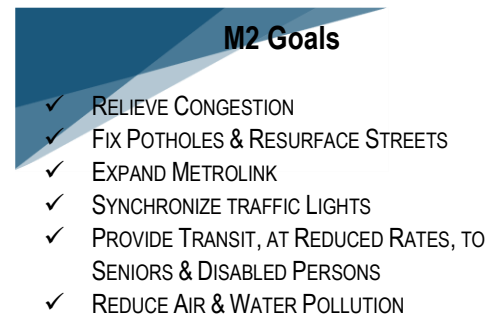 M2 Goals
✓ RELIEVE CONGESTION
✓ FIX POTHOLES & RESURFACE STREETS
✓ EXPAND METROLINK
✓ SYNCHRONIZE TRAFFIC LIGHTS
✓ PROVIDE TRANSIT, AT REDUCED RATES, TO
SENIORS & DISABLED PERSONS
✓ REDUCE AIR & WATER POLLUTION